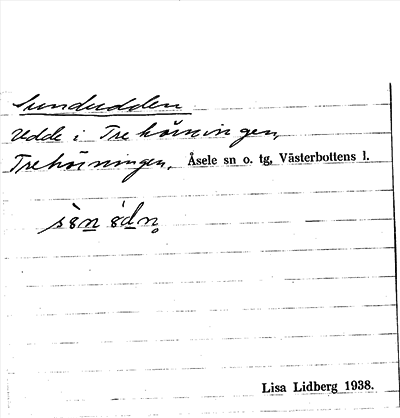 Sundudden
Udde i Trehörningen,
Trehörningen, Åsele sn o. tg, Västerbottens l.
Lisa Lidberg 1938.